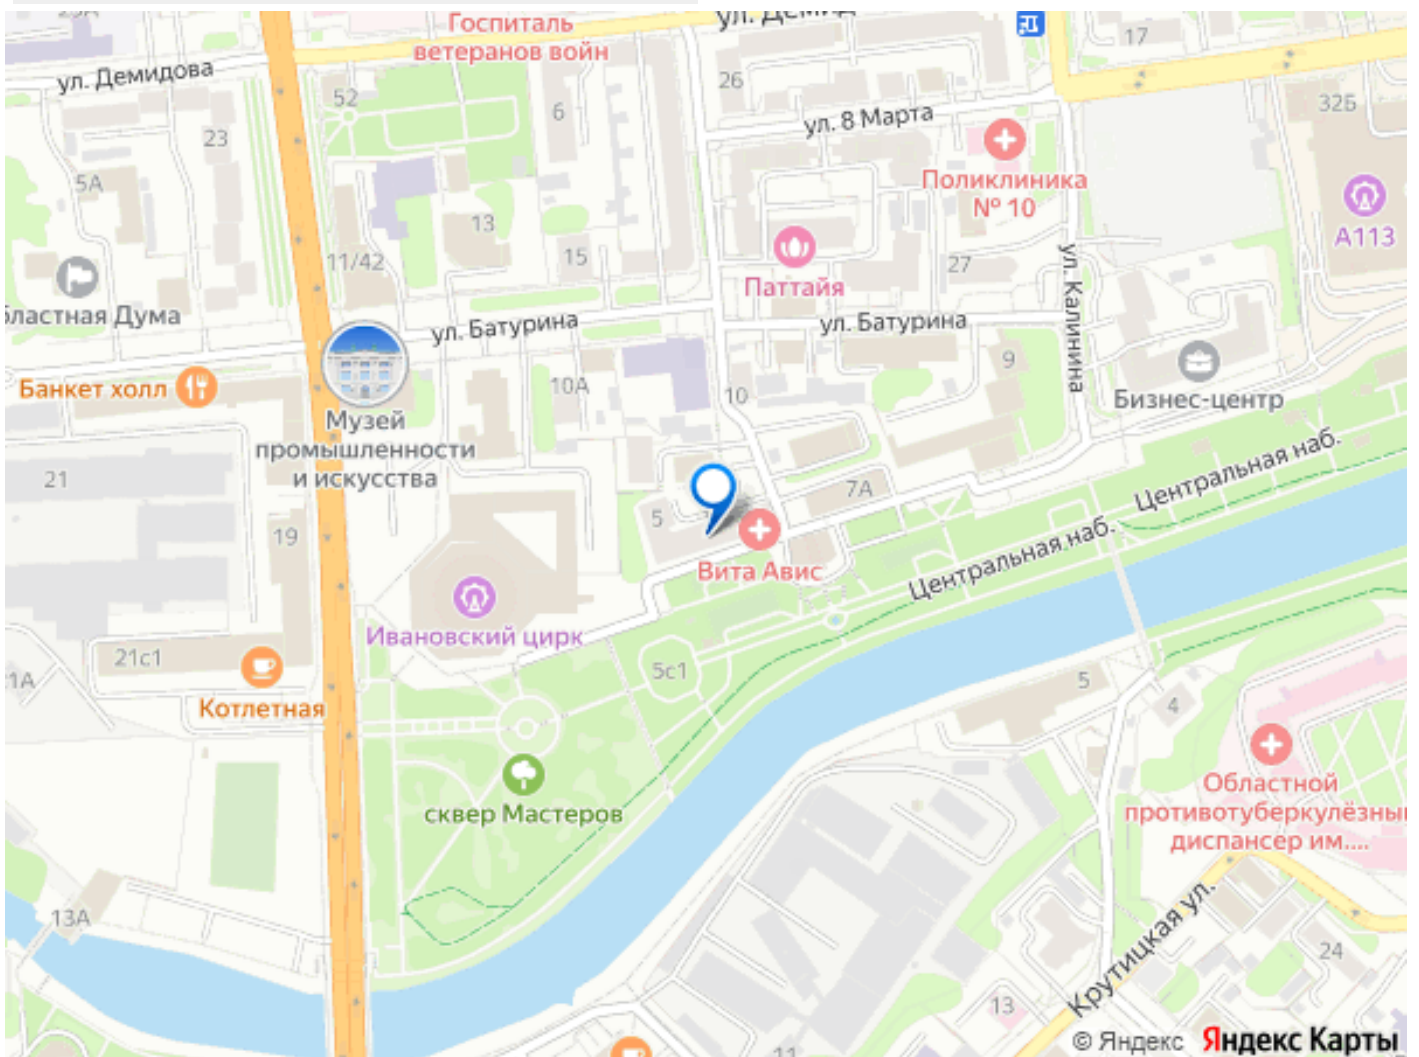 Госпиталь
ветеранов войн
17
ул. Демидова
52
26
6
32Б
ул. 8 Марта
23
5А
Поликлиника
№ 10
13
А113
11/42
15
27
ул. Калинина
Паттайя
ул. Батурина
ул. Батурина
9
Банкет холл
10А
10
Бизнес-центр
Музей
промышленности
и искусства
21
Центральная наб.
7А
5
19
Центральная наб.
Вита Авис
Ивановский цирк
21с1
5с1
5
4
Котлетная
сквер Мастеров
Областной
диспансер им....
13А
Крутицкая ул.
24
13
11
© Яндекс Яндекс Карты